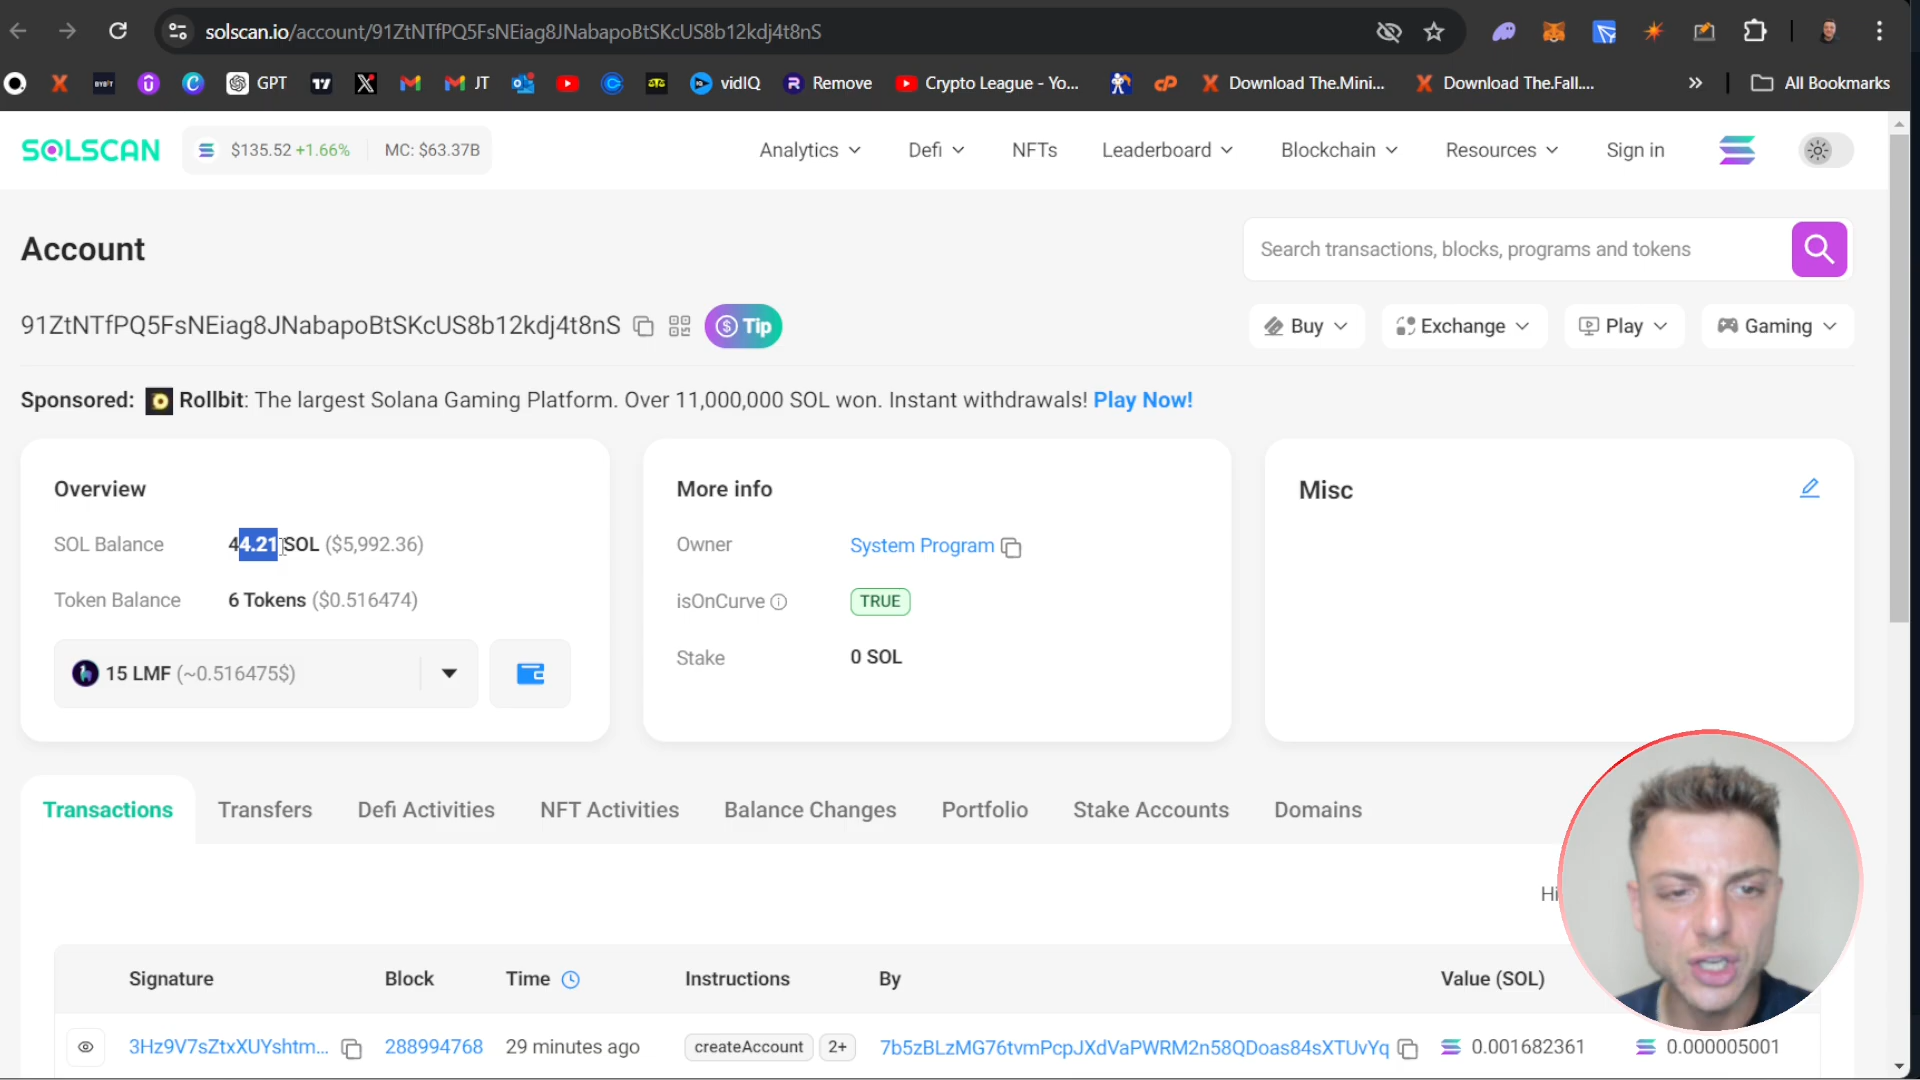 solscan.io/account/91ZtNTfPQ5FsNEiag8JNabapoBtSKcUS8b12kdj4t8nS
BYBIT GPT JT vidIQ Remove Crypto League - Yo... Download The.Mini... Download The.Fall.... » All Bookmarks
SOLSCAN $135.52 +1.66% MC: $63.37B Analytics Defi NFTs Leaderboard Blockchain Resources Sign in
Account
Search transactions, blocks, programs and tokens
91ZtNTfPQ5FsNEiag8JNabapoBtSKcUS8b12kdj4t8nS Tip
Buy Exchange Play Gaming
Sponsored: Rollbit: The largest Solana Gaming Platform. Over 11,000,000 SOL won. Instant withdrawals! Play Now!
Overview
SOL Balance 44.21 SOL ($5,992.36)
Token Balance 6 Tokens ($0.516474)
15 LMF (~0.516475$)
More info
Owner System Program
isOnCurve TRUE
Stake 0 SOL
Misc
Transactions Transfers Defi Activities NFT Activities Balance Changes Portfolio Stake Accounts Domains
Hi
Signature Block Time Instructions By Value (SOL)
3Hz9V7sZtxXUYshtm... 288994768 29 minutes ago createAccount 2+ 7b5zBLzMG76tvmPcpJXdVaPWRM2n58QDoas84sXTUvYq 0.001682361 0.000005001